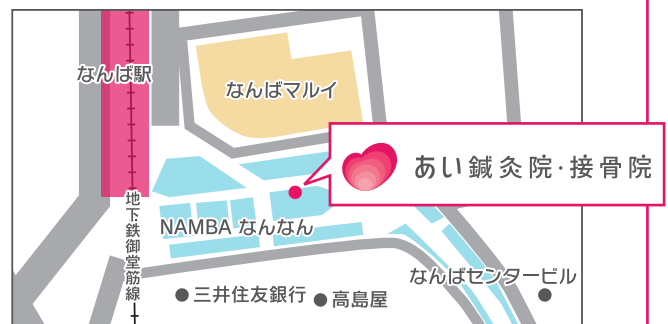 なんば駅
なんばマルイ
あい鍼灸院･接骨院
地下鉄御堂筋線
NAMBA なんなん
なんばセンタービル
三井住友銀行
高島屋